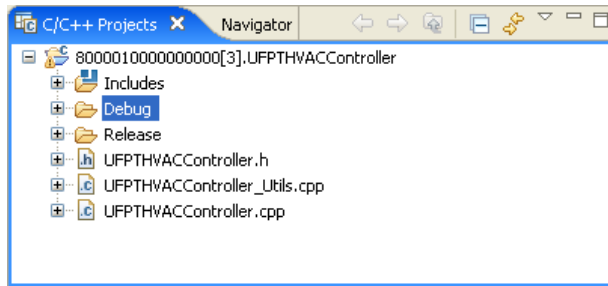 C/C++ Projects Navigator
8000010000000000[3].UFPTHVACController
Includes
Debug
Release
UFPTHVACController.h
UFPTHVACController_Utils.cpp
UFPTHVACController.cpp